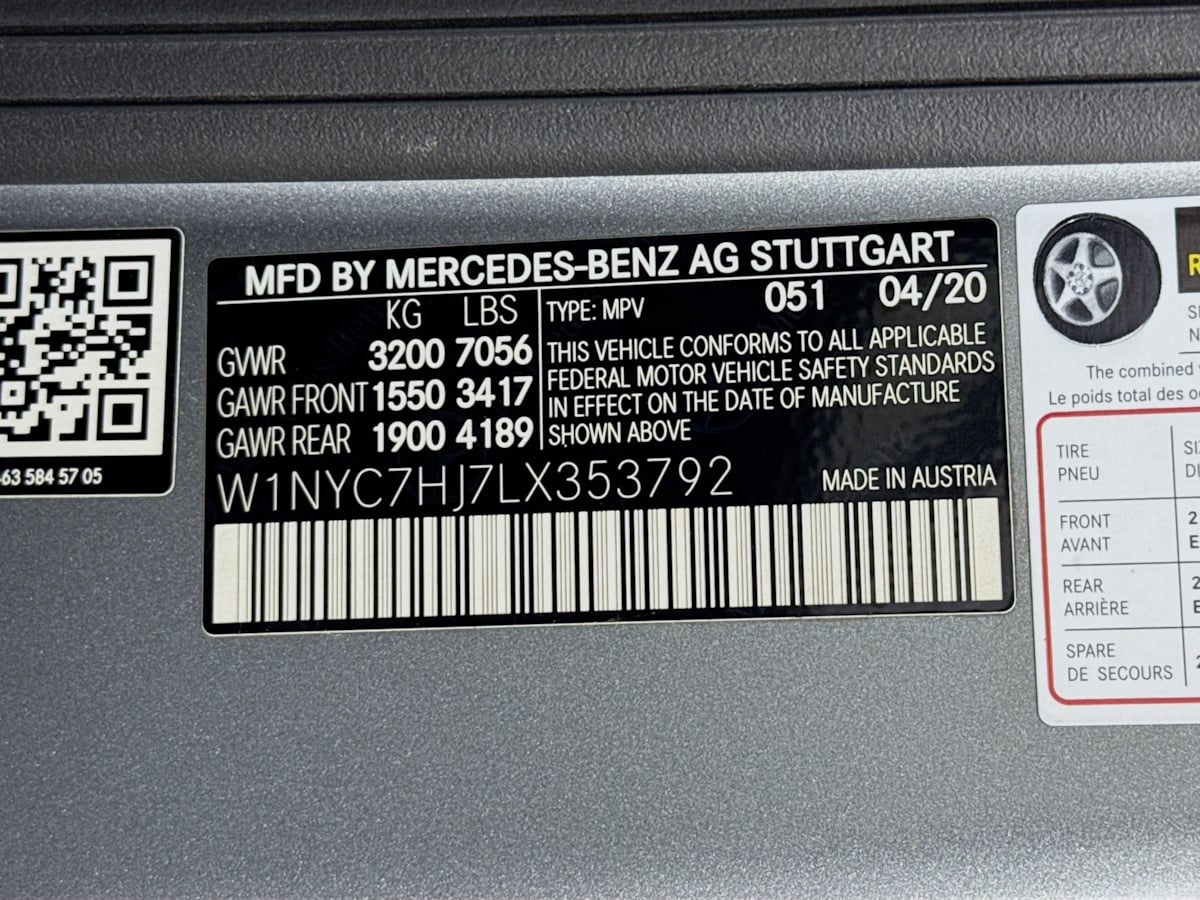 63 584 57 05
MFD BY MERCEDES-BENZ AG STUTTGART
KG LBS
GVWR 3200 7056
GAWR FRONT 1550 3417
GAWR REAR 1900 4189
TYPE: MPV 051 04/20
THIS VEHICLE CONFORMS TO ALL APPLICABLE
FEDERAL MOTOR VEHICLE SAFETY STANDARDS
IN EFFECT ON THE DATE OF MANUFACTURE
SHOWN ABOVE
W1NYC7HJ7LX353792 MADE IN AUSTRIA
The combined
Le poids total des
TIRE
PNEU
FRONT
AVANT
REAR
ARRIÈRE
SPARE
DE SECOURS